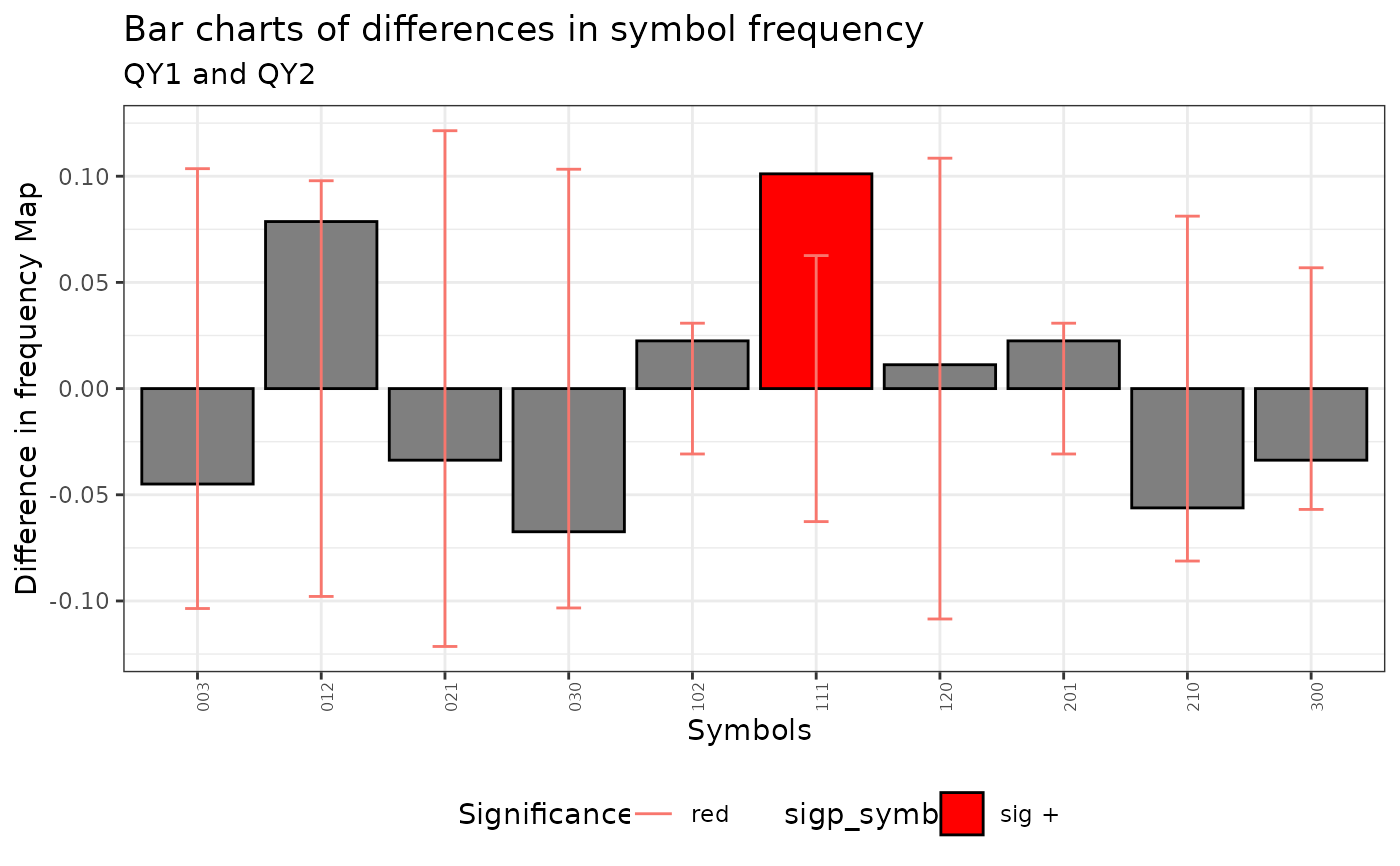 Bar charts of differences in symbol frequency
QY1 and QY2
Difference in frequency Map
0.10
0.05
0.00
-0.05
-0.10
003 012 021 030 102 111 120 201 210 300
Symbols
Significance red sigp_symb sig +